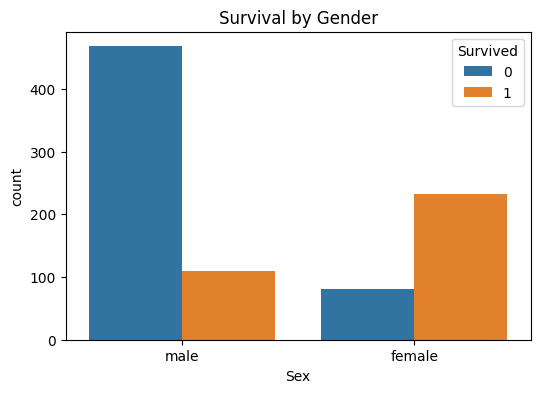 Survival by Gender
Survived
0
1
count
400
300
200
100
0
male
female
Sex